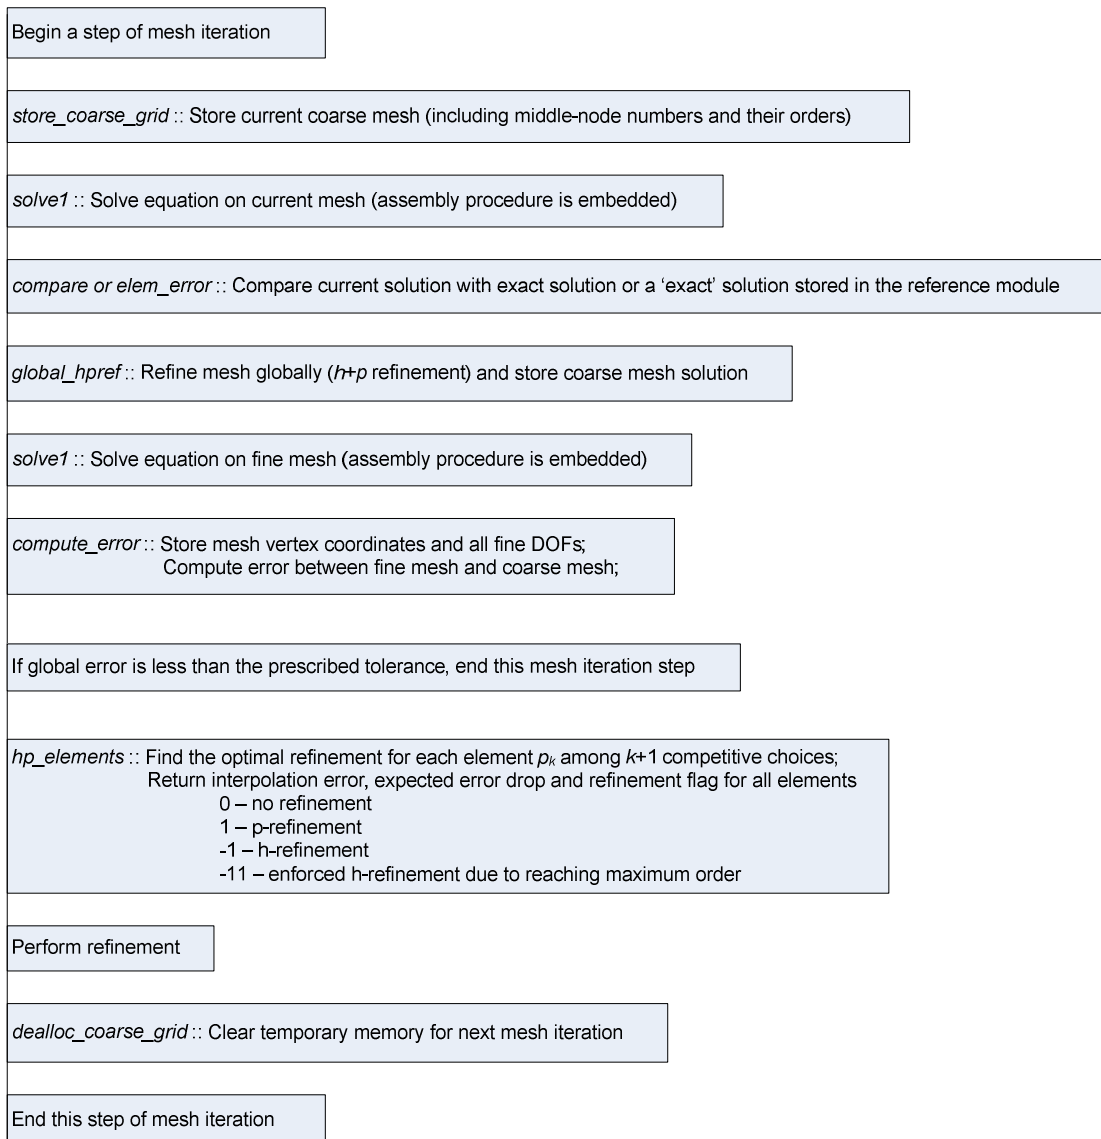 Begin a step of mesh iteration
store_coarse_grid :: Store current coarse mesh (including middle-node numbers and their orders)
solve1 :: Solve equation on current mesh (assembly procedure is embedded)
compare or elem_error :: Compare current solution with exact solution or a ‘exact’ solution stored in the reference module
global_hpref :: Refine mesh globally (h+p refinement) and store coarse mesh solution
solve1 :: Solve equation on fine mesh (assembly procedure is embedded)
compute_error :: Store mesh vertex coordinates and all fine DOFs;
Compute error between fine mesh and coarse mesh;
If global error is less than the prescribed tolerance, end this mesh iteration step
hp_elements :: Find the optimal refinement for each element pₖ among k+1 competitive choices;
Return interpolation error, expected error drop and refinement flag for all elements
0 – no refinement
1 – p-refinement
-1 – h-refinement
-11 – enforced h-refinement due to reaching maximum order
Perform refinement
dealloc_coarse_grid :: Clear temporary memory for next mesh iteration
End this step of mesh iteration